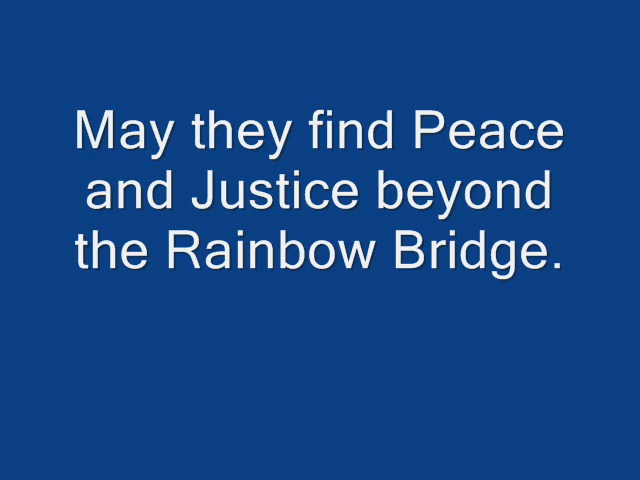 May they find Peace
and Justice beyond
the Rainbow Bridge.